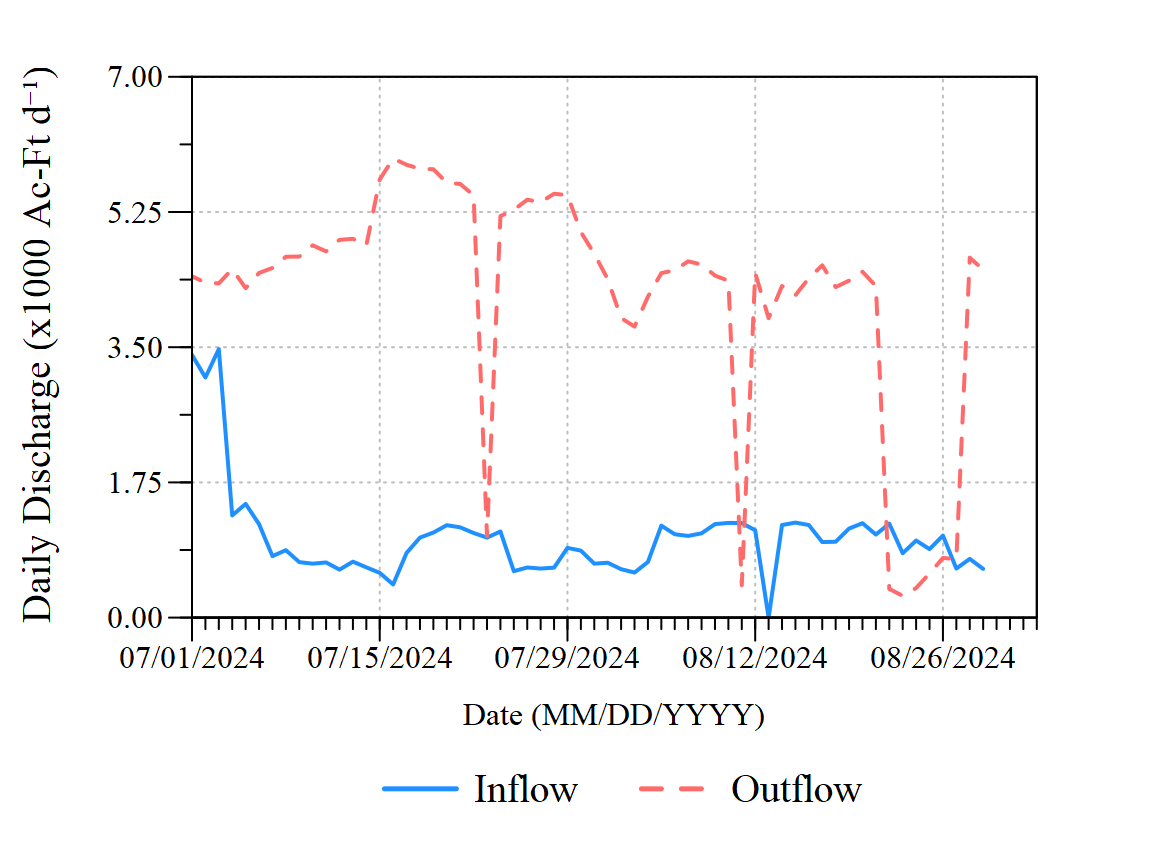 Daily Discharge (x1000 Ac-Ft d⁻¹)
7.00
5.25
3.50
1.75
0.00
07/01/2024 07/15/2024 07/29/2024 08/12/2024 08/26/2024
Date (MM/DD/YYYY)
Inflow Outflow